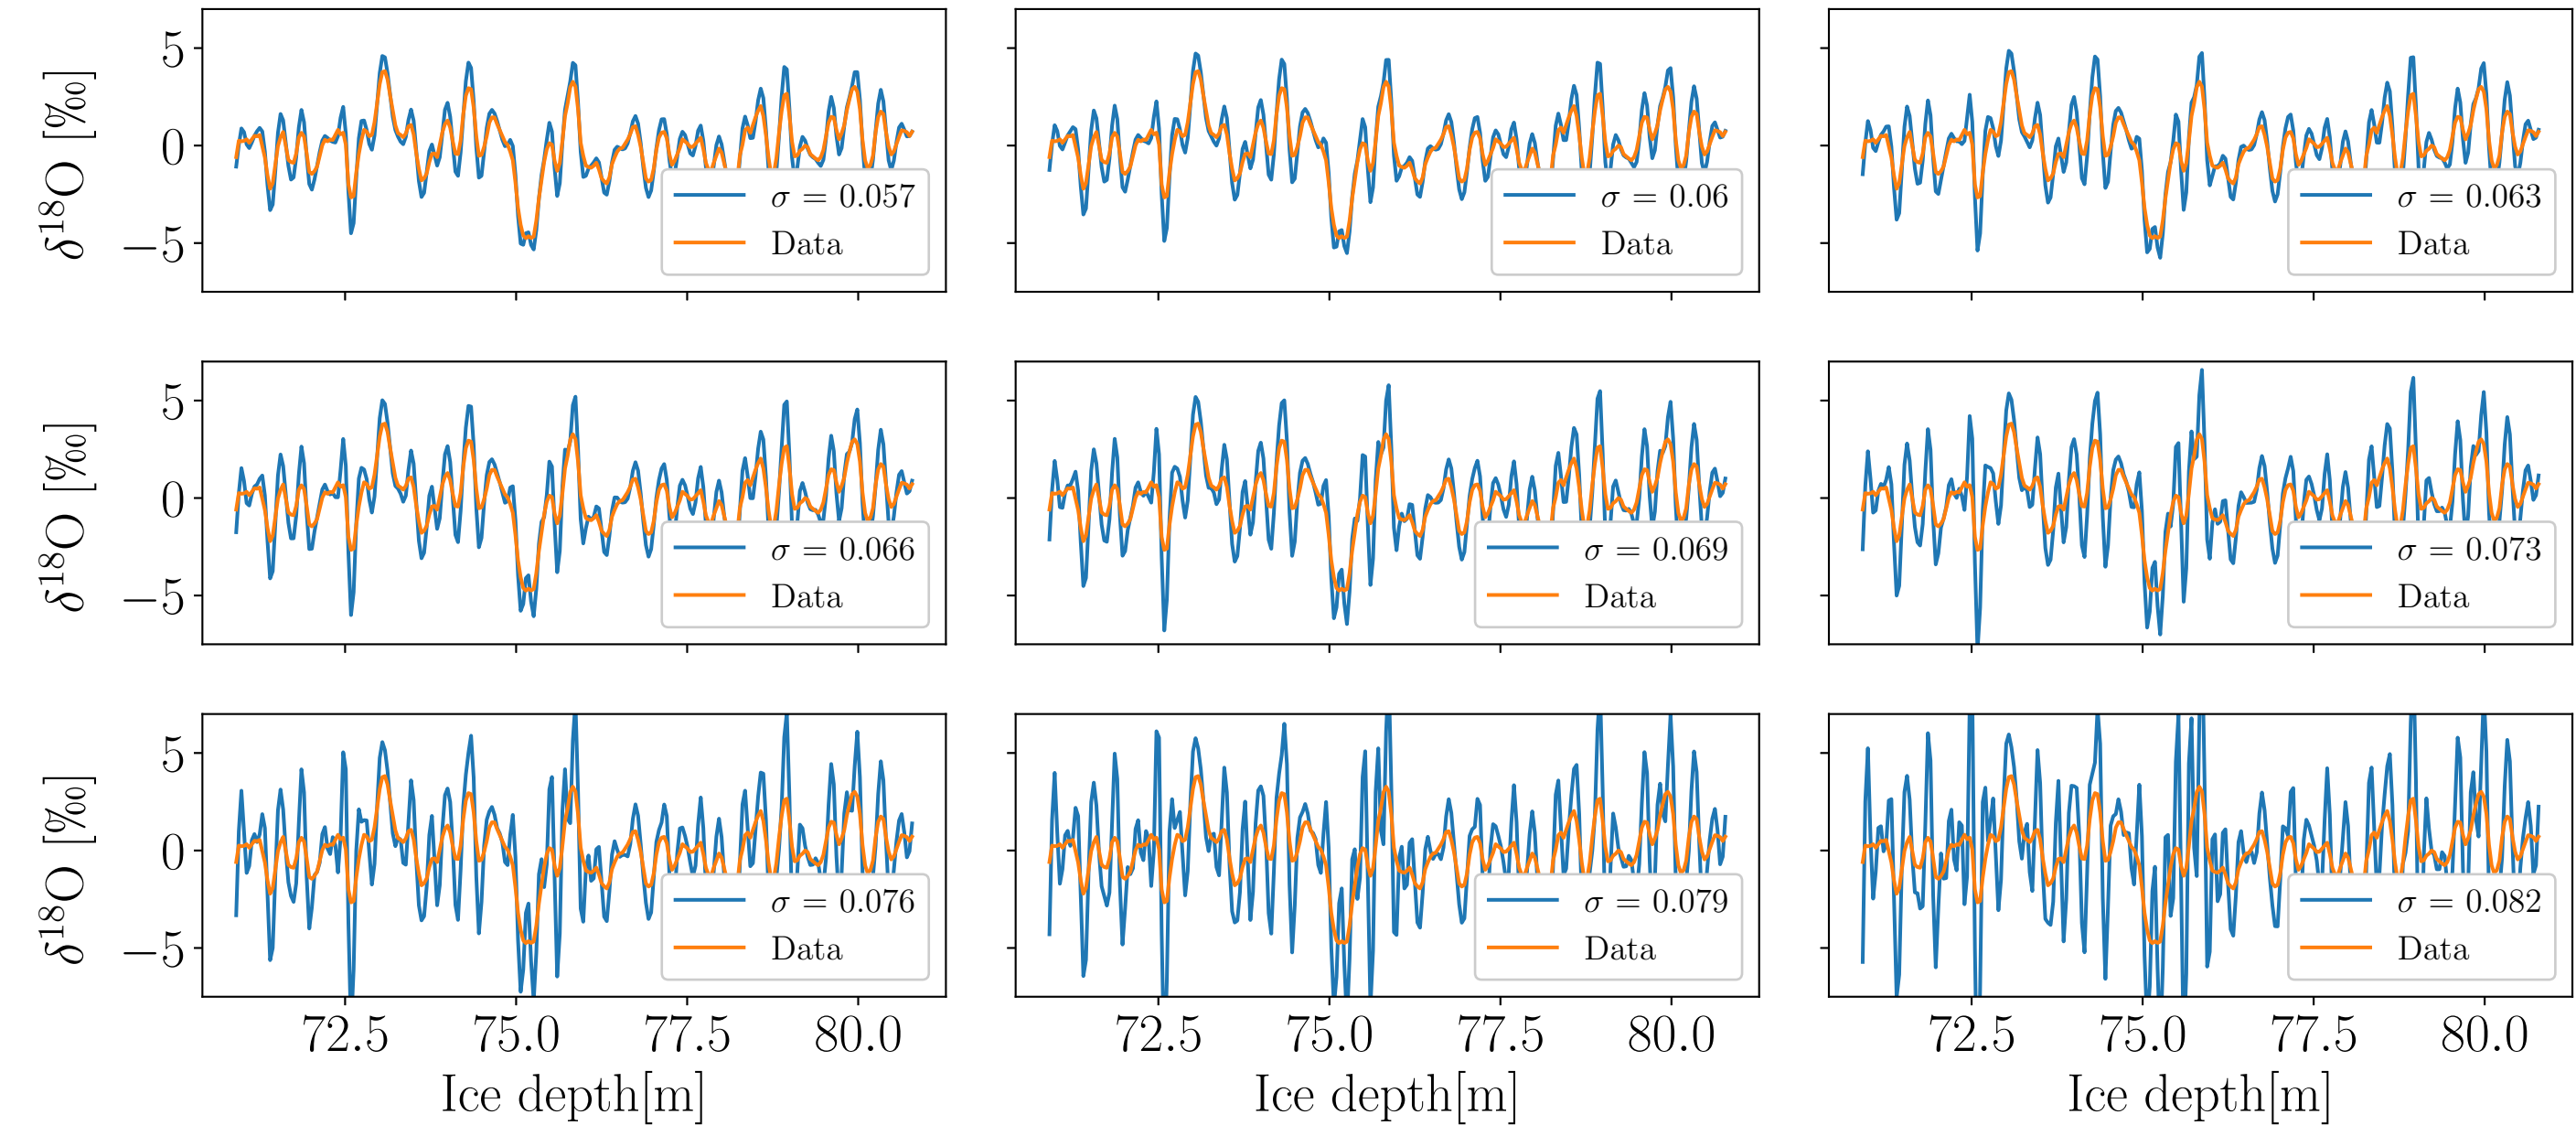 δ¹⁸O [‰]
5
0
−5
σ = 0.057
Data
σ = 0.06
Data
σ = 0.063
Data
δ¹⁸O [‰]
5
0
−5
σ = 0.066
Data
σ = 0.069
Data
σ = 0.073
Data
δ¹⁸O [‰]
5
0
−5
σ = 0.076
Data
σ = 0.079
Data
σ = 0.082
Data
72.5 75.0 77.5 80.0
72.5 75.0 77.5 80.0
72.5 75.0 77.5 80.0
Ice depth[m]
Ice depth[m]
Ice depth[m]